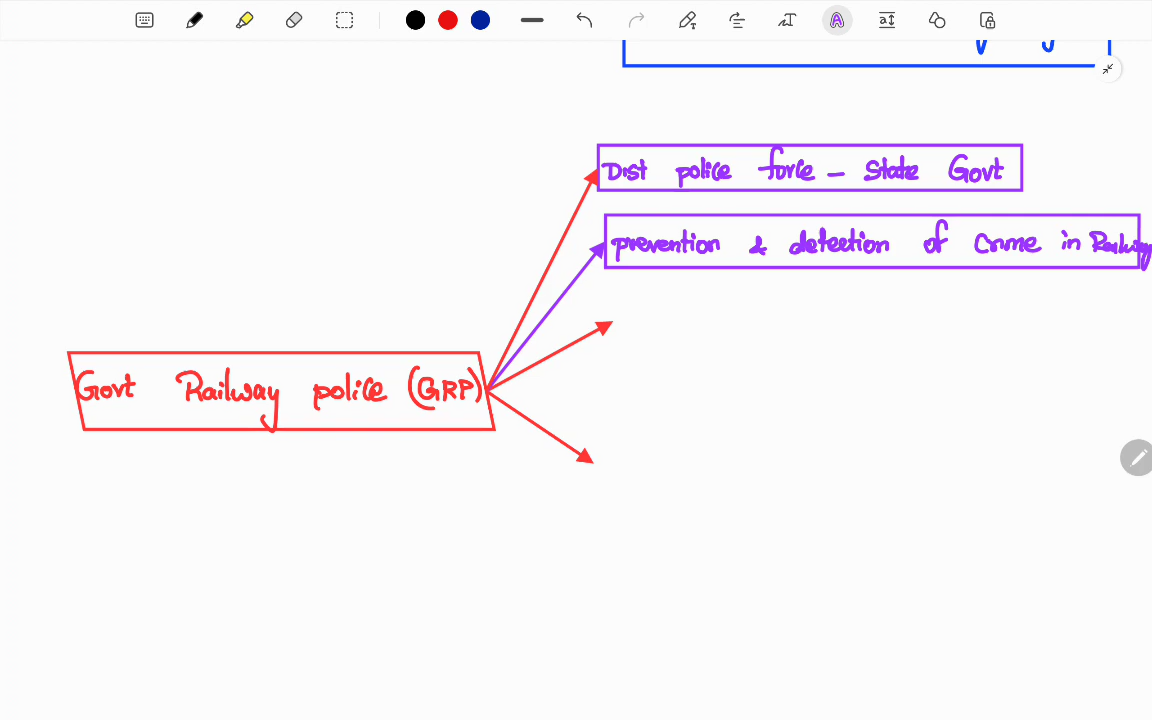 Dist police force - State Govt
prevention & detection of Crime in Railway
Govt Railway police (GRP)